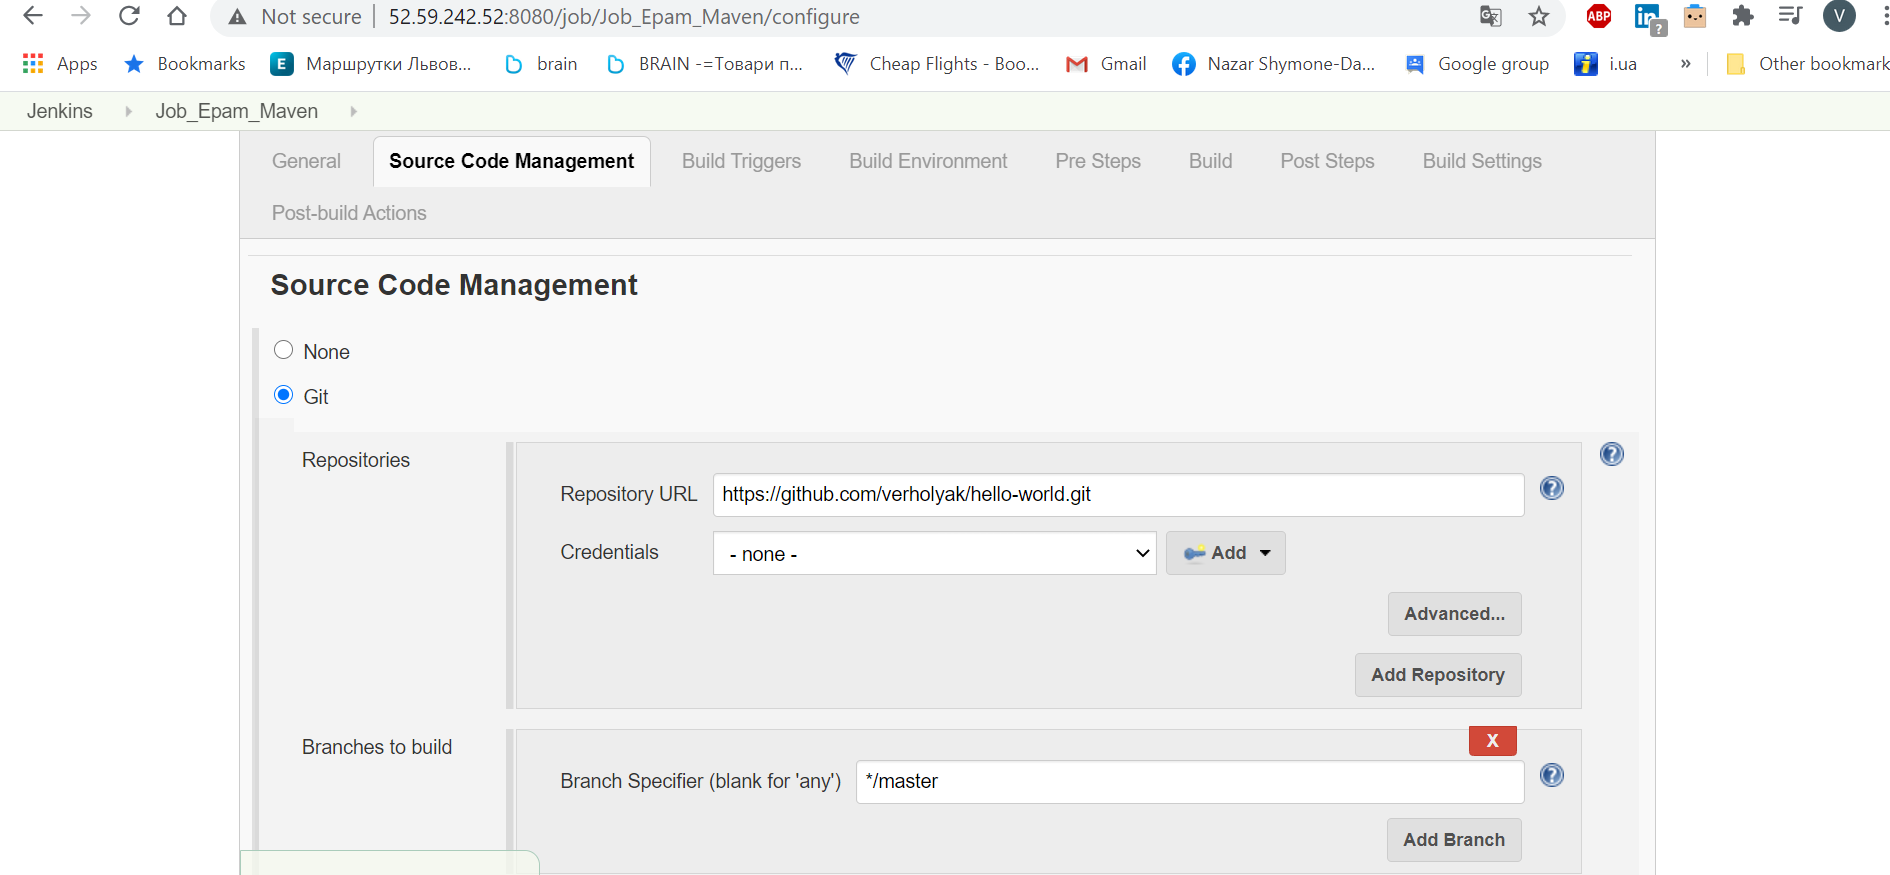 Not secure | 52.59.242.52:8080/job/Job_Epam_Maven/configure ABP in ? V
Apps Bookmarks E Маршрутки Львов... brain BRAIN -=Товари п... Cheap Flights - Boo... Gmail Nazar Shymone-Da... Google group i i.ua » Other bookmark
Jenkins Job_Epam_Maven
General Source Code Management Build Triggers Build Environment Pre Steps Build Post Steps Build Settings
Post-build Actions
Source Code Management
None
Git
Repositories
?
Repository URL https://github.com/verholyak/hello-world.git ?
Credentials - none - Add
Advanced...
Add Repository
Branches to build
X
Branch Specifier (blank for 'any') */master ?
Add Branch